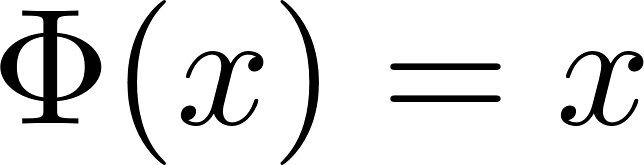 Φ(x) = x